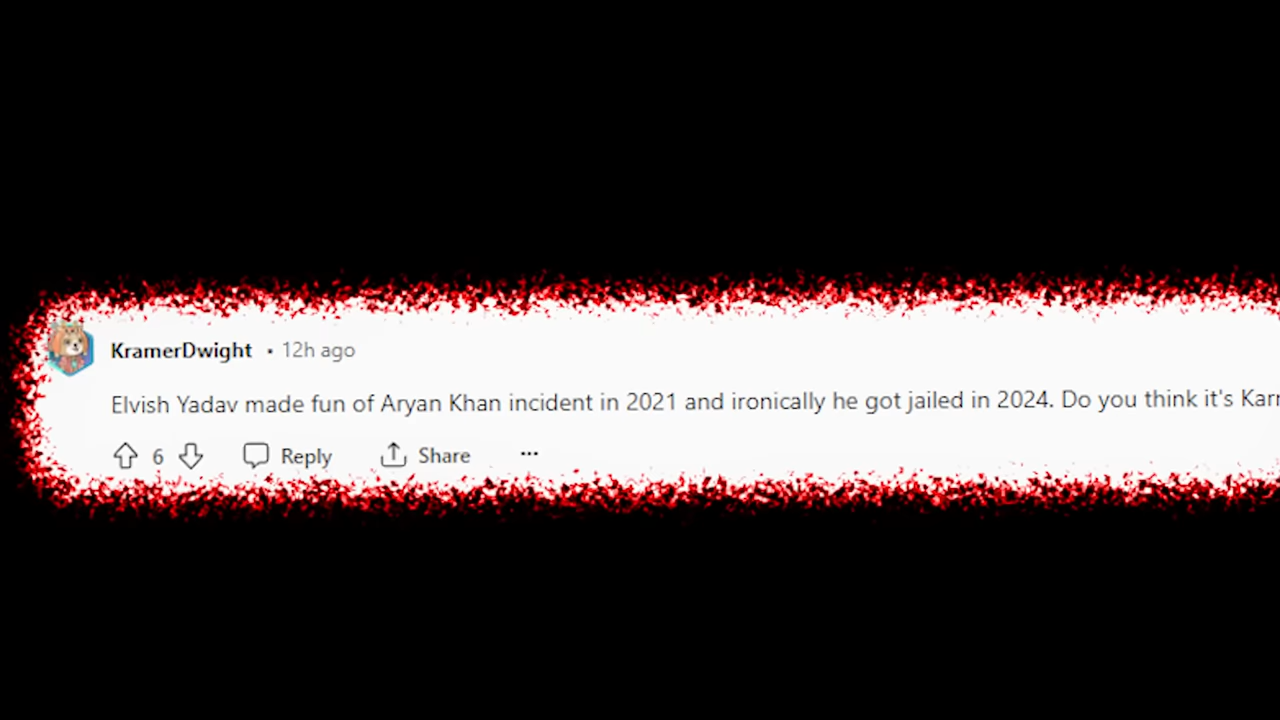 KramerDwight • 12h ago
Elvish Yadav made fun of Aryan Khan incident in 2021 and ironically he got jailed in 2024. Do you think it's
6 Reply Share ...